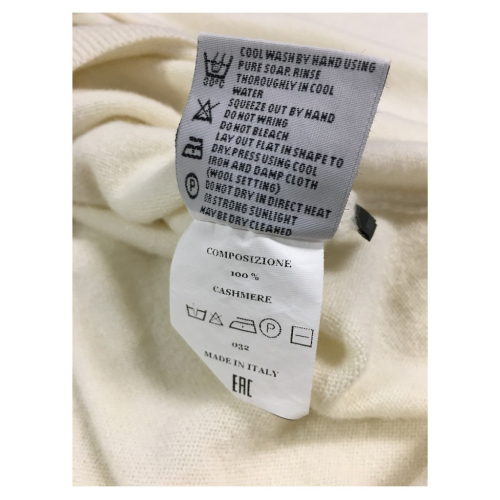 COOL WASH BY HAND USING
PURE SOAP. RINSE
THOROUGHLY IN COOL
WATER
SQUEEZE OUT BY HAND
DO NOT WRING
DO NOT BLEACH
LAY OUT FLAT IN SHAPE TO
DRY. PRESS USING COOL
IRON AND DAMP CLOTH
(WOOL SETTING)
DO NOT DRY IN DIRECT HEAT
OR STRONG SUNLIGHT
MAY BE DRY CLEANED
30°C
P
COMPOSIZIONE
100 %
CASHMERE
P
032
MADE IN ITALY
EAC